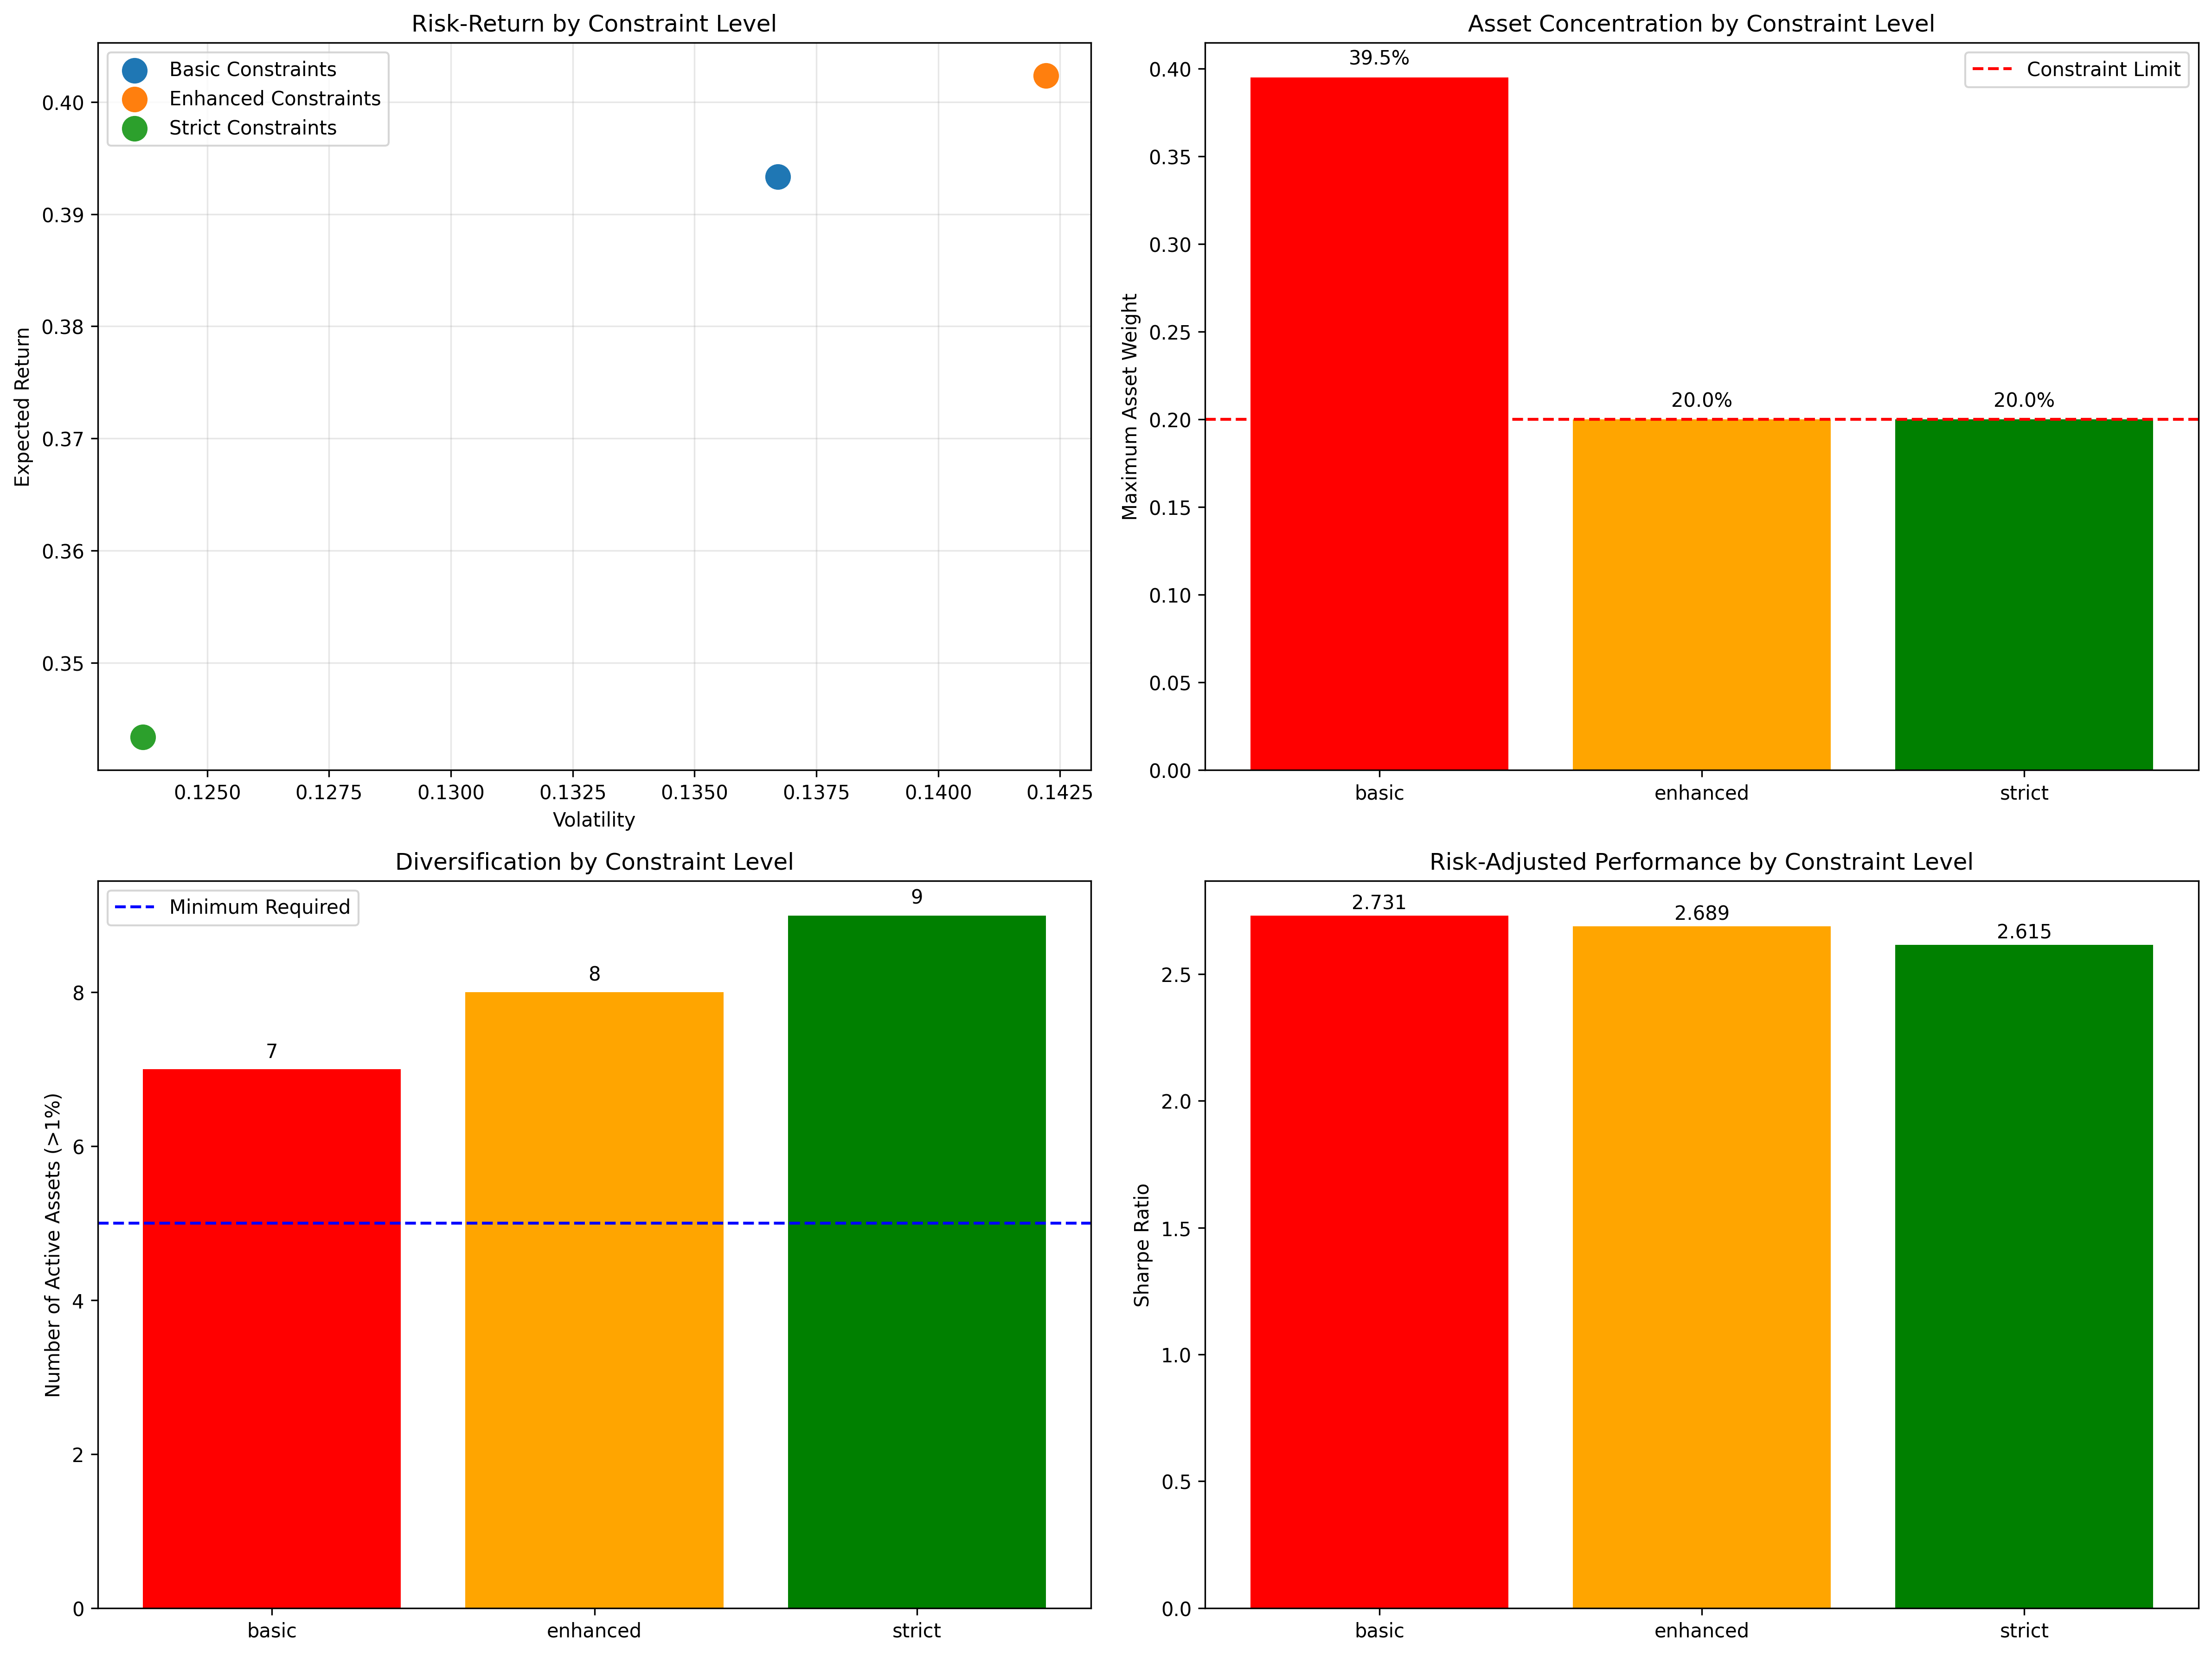 Risk-Return by Constraint Level
Basic Constraints
Enhanced Constraints
Strict Constraints
0.40
0.39
0.38
0.37
0.36
0.35
Expected Return
0.1250 0.1275 0.1300 0.1325 0.1350 0.1375 0.1400 0.1425
Volatility
Asset Concentration by Constraint Level
Constraint Limit
39.5%
20.0%
20.0%
0.40
0.35
0.30
0.25
0.20
0.15
0.10
0.05
0.00
Maximum Asset Weight
basic enhanced strict
Diversification by Constraint Level
Minimum Required
7
8
9
8
6
4
2
0
Number of Active Assets (>1%)
basic enhanced strict
Risk-Adjusted Performance by Constraint Level
2.731
2.689
2.615
2.5
2.0
1.5
1.0
0.5
0.0
Sharpe Ratio
basic enhanced strict